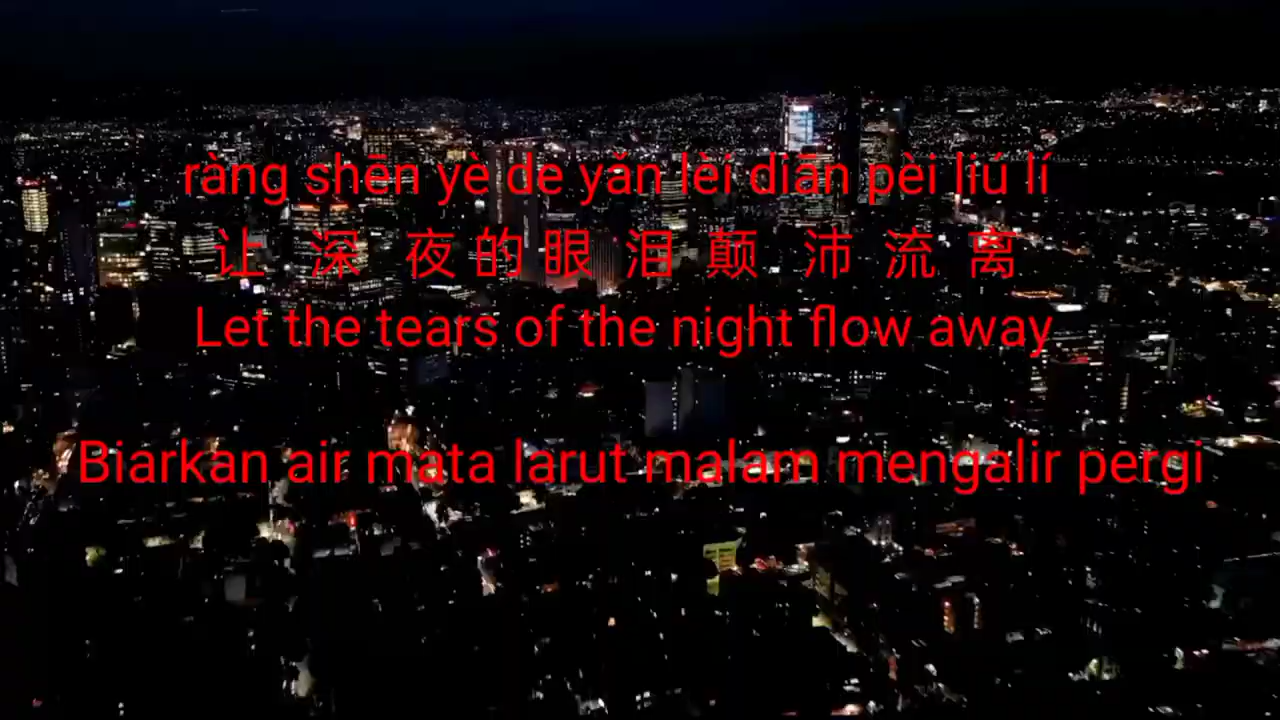 ràng shēn yè de yǎn lèi diān pèi liú lí
让 深 夜 的 眼 泪 颠 沛 流 离
Let the tears of the night flow away
Biarkan air mata larut malam mengalir pergi